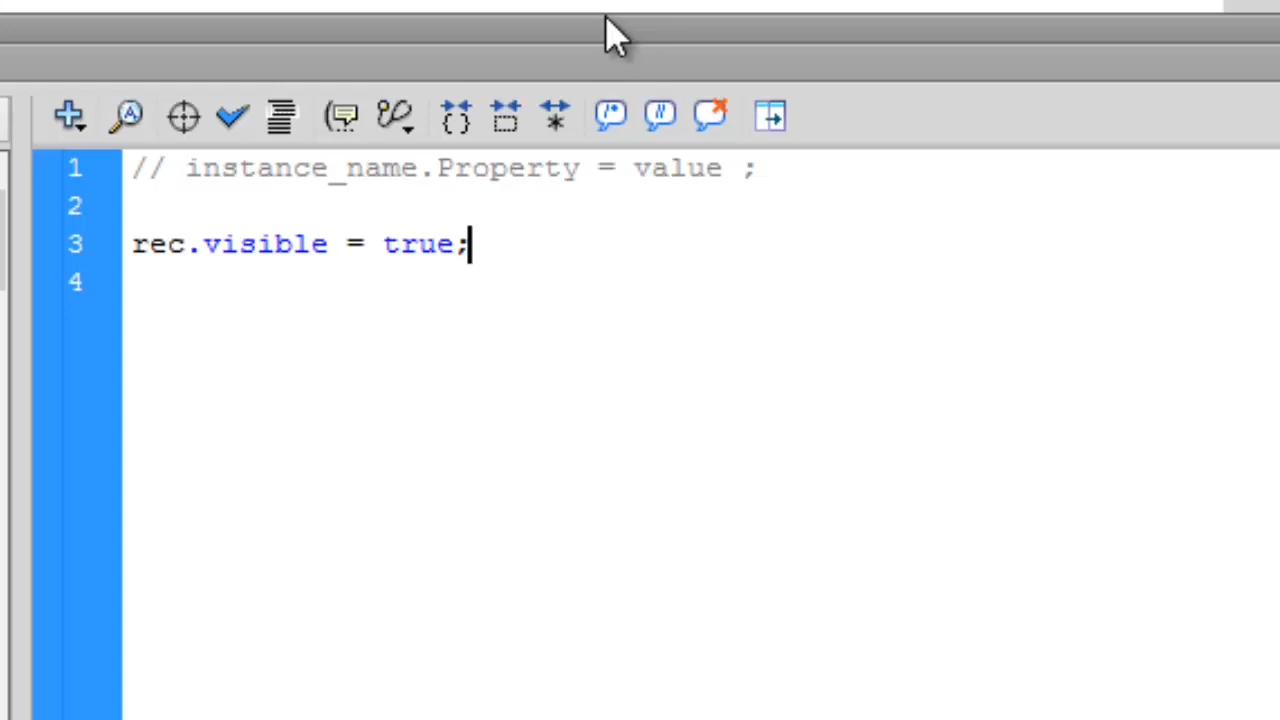 1 // instance_name.Property = value ;
2
3 rec.visible = true;
4